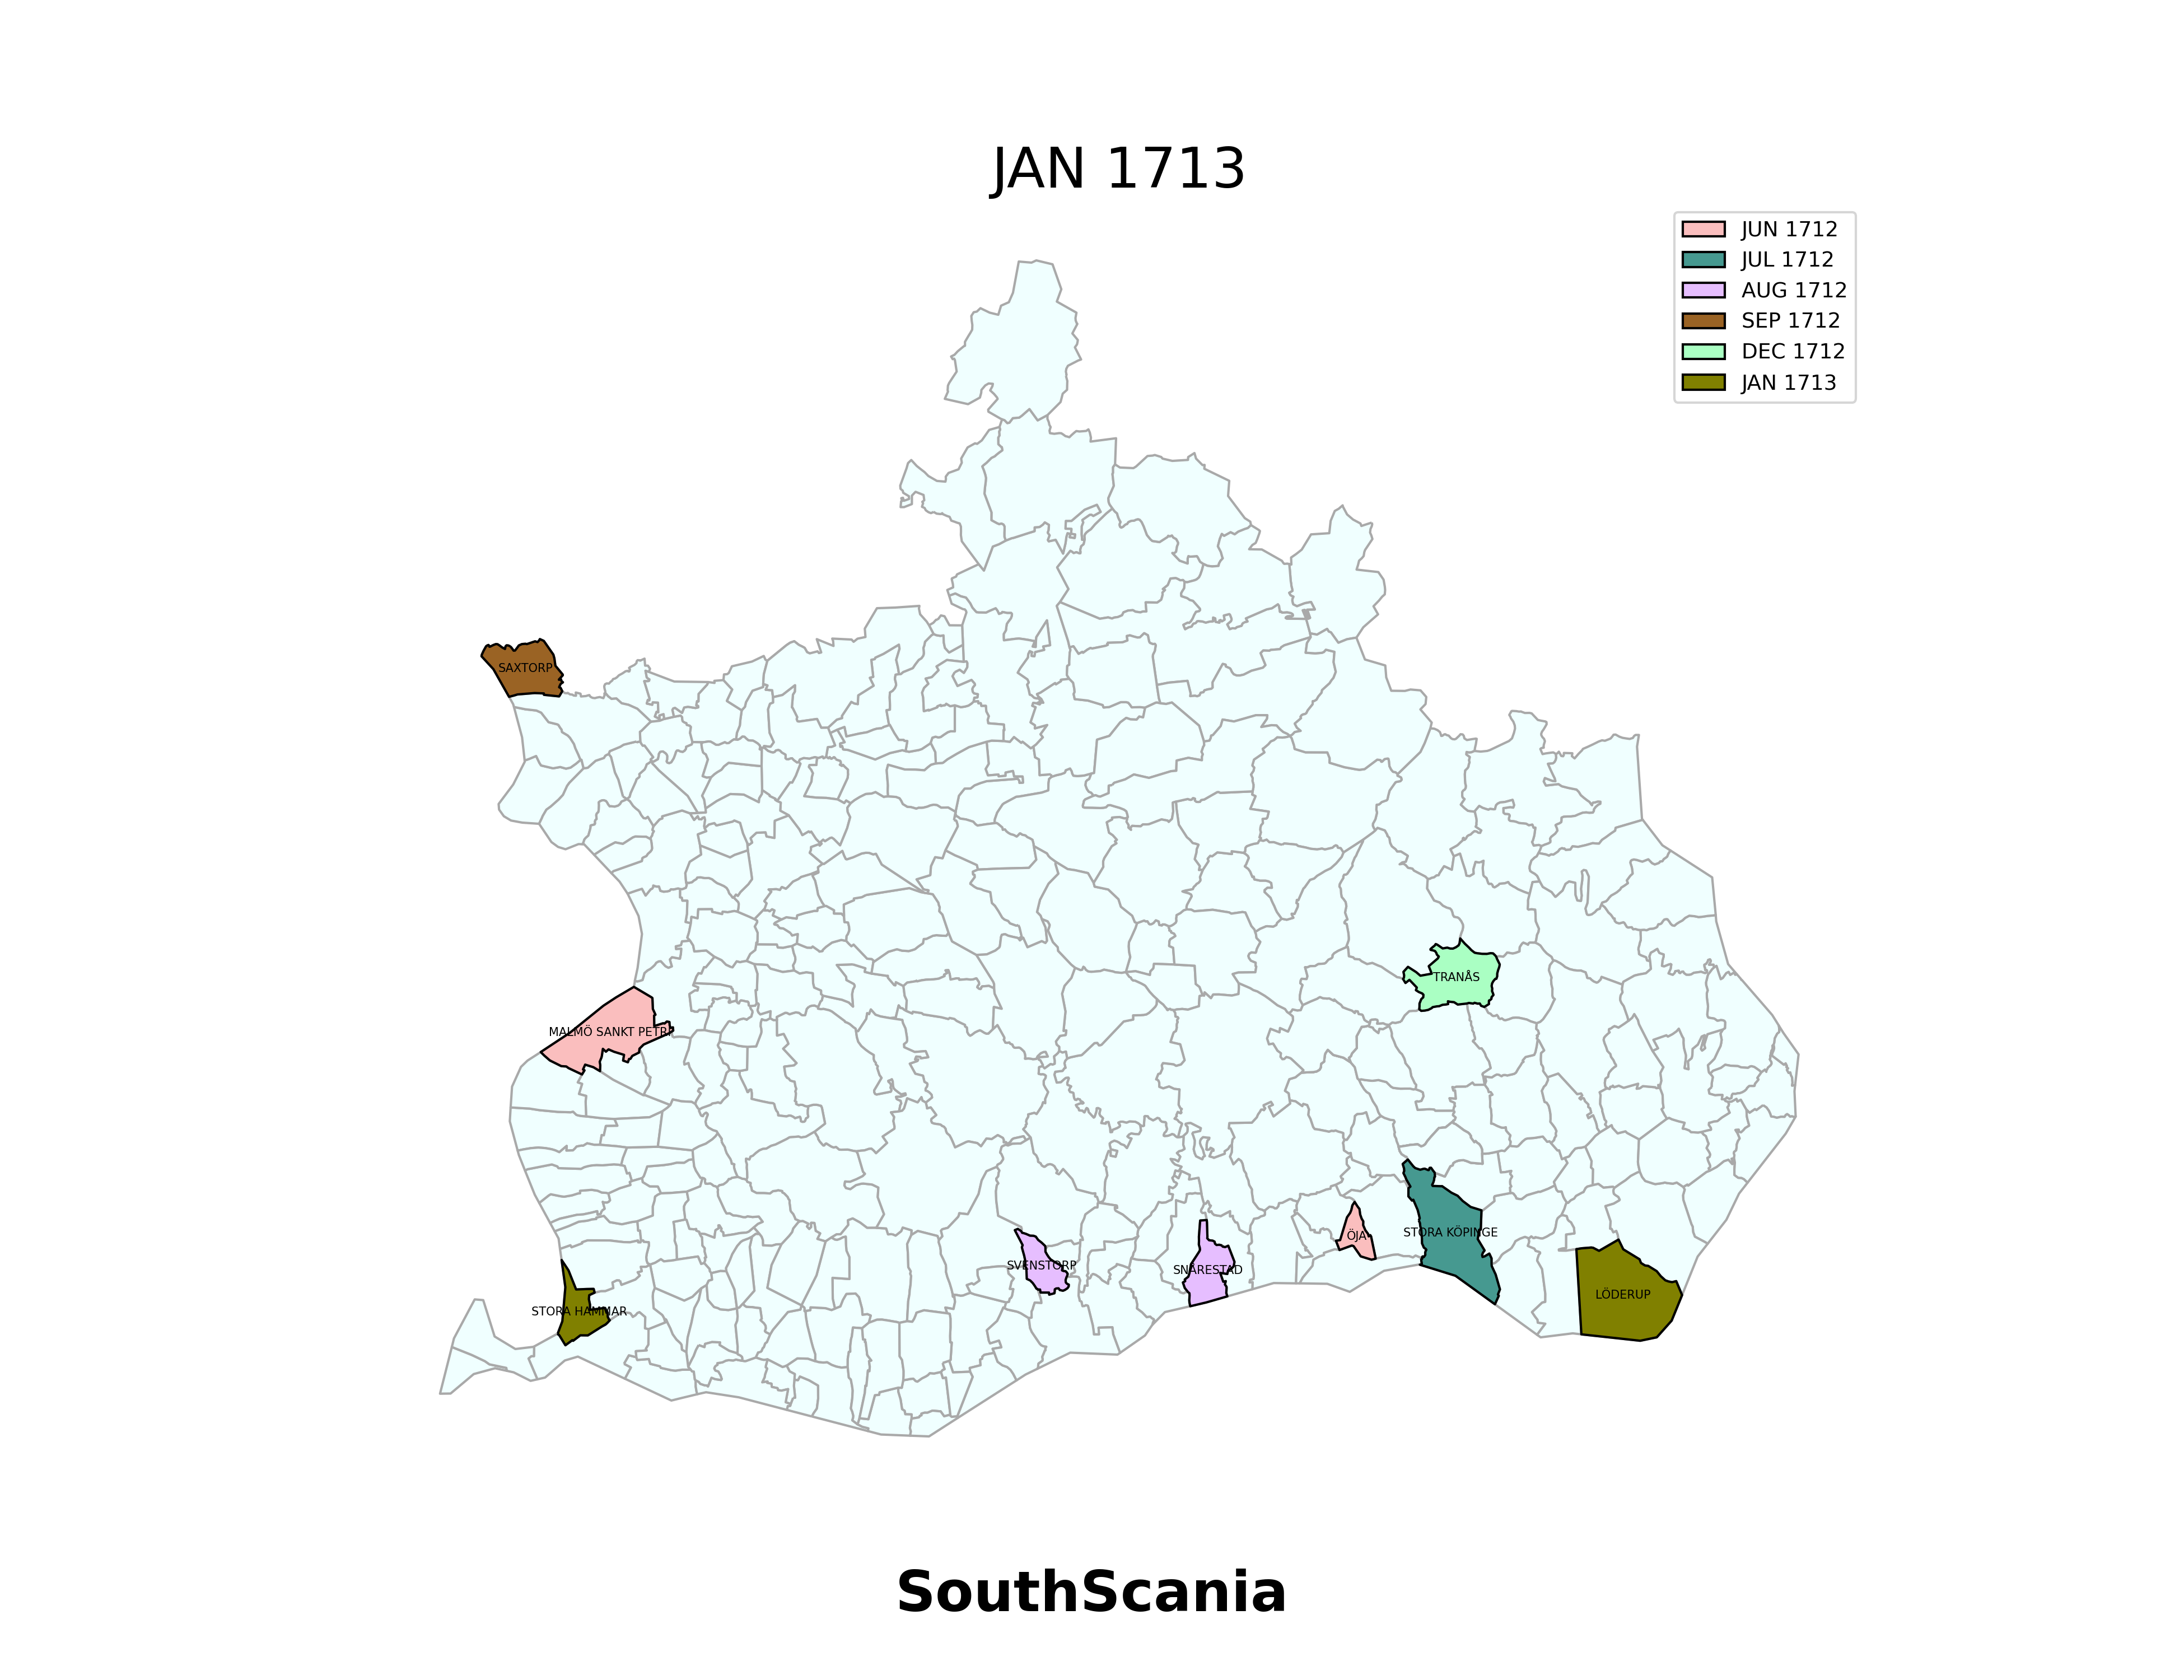 JAN 1713
JUN 1712
JUL 1712
AUG 1712
SEP 1712
DEC 1712
JAN 1713
SAXTORP
TRANÅS
MALMÖ SANKT PETRI
STORA KÖPINGE
ÖJA
SVENSTORP
SNÅRESTAD
LÖDERUP
STORA HAMMAR
SouthScania